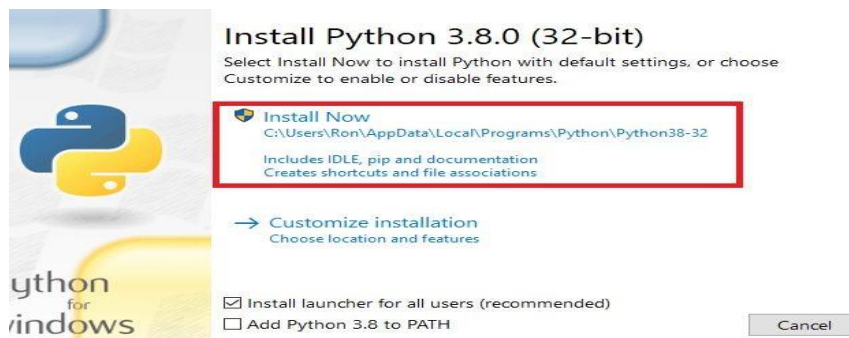 Install Python 3.8.0 (32-bit)
Select Install Now to install Python with default settings, or choose
Customize to enable or disable features.
Install Now
C:\Users\Ron\AppData\Local\Programs\Python\Python38-32
Includes IDLE, pip and documentation
Creates shortcuts and file associations
→ Customize installation
Choose location and features
ython
for
indows
Install launcher for all users (recommended)
Add Python 3.8 to PATH
Cancel